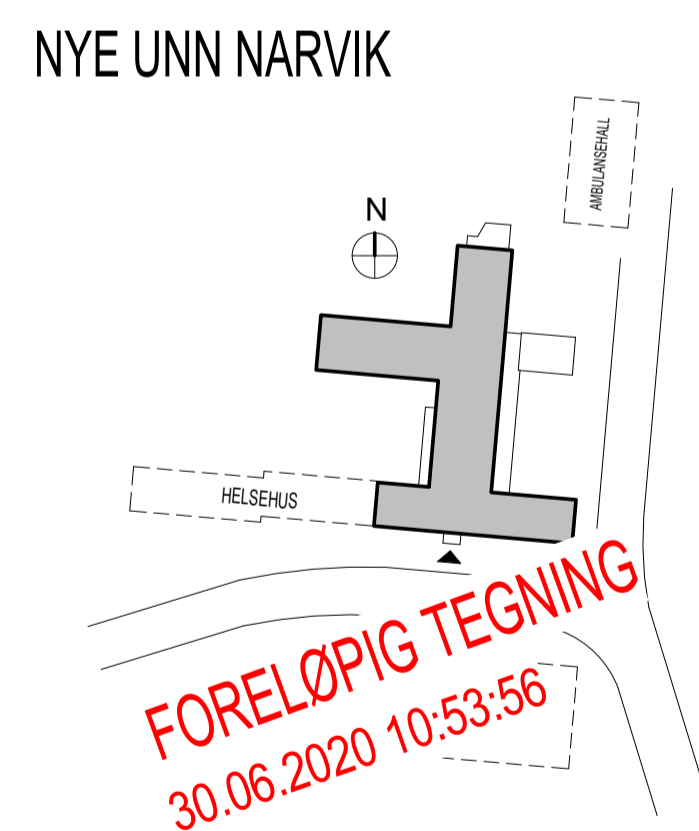 NYE UNN NARVIK
AMBULANSEHALL
N
HELSEHUS
FORELØPIG TEGNING
30.06.2020 10:53:56